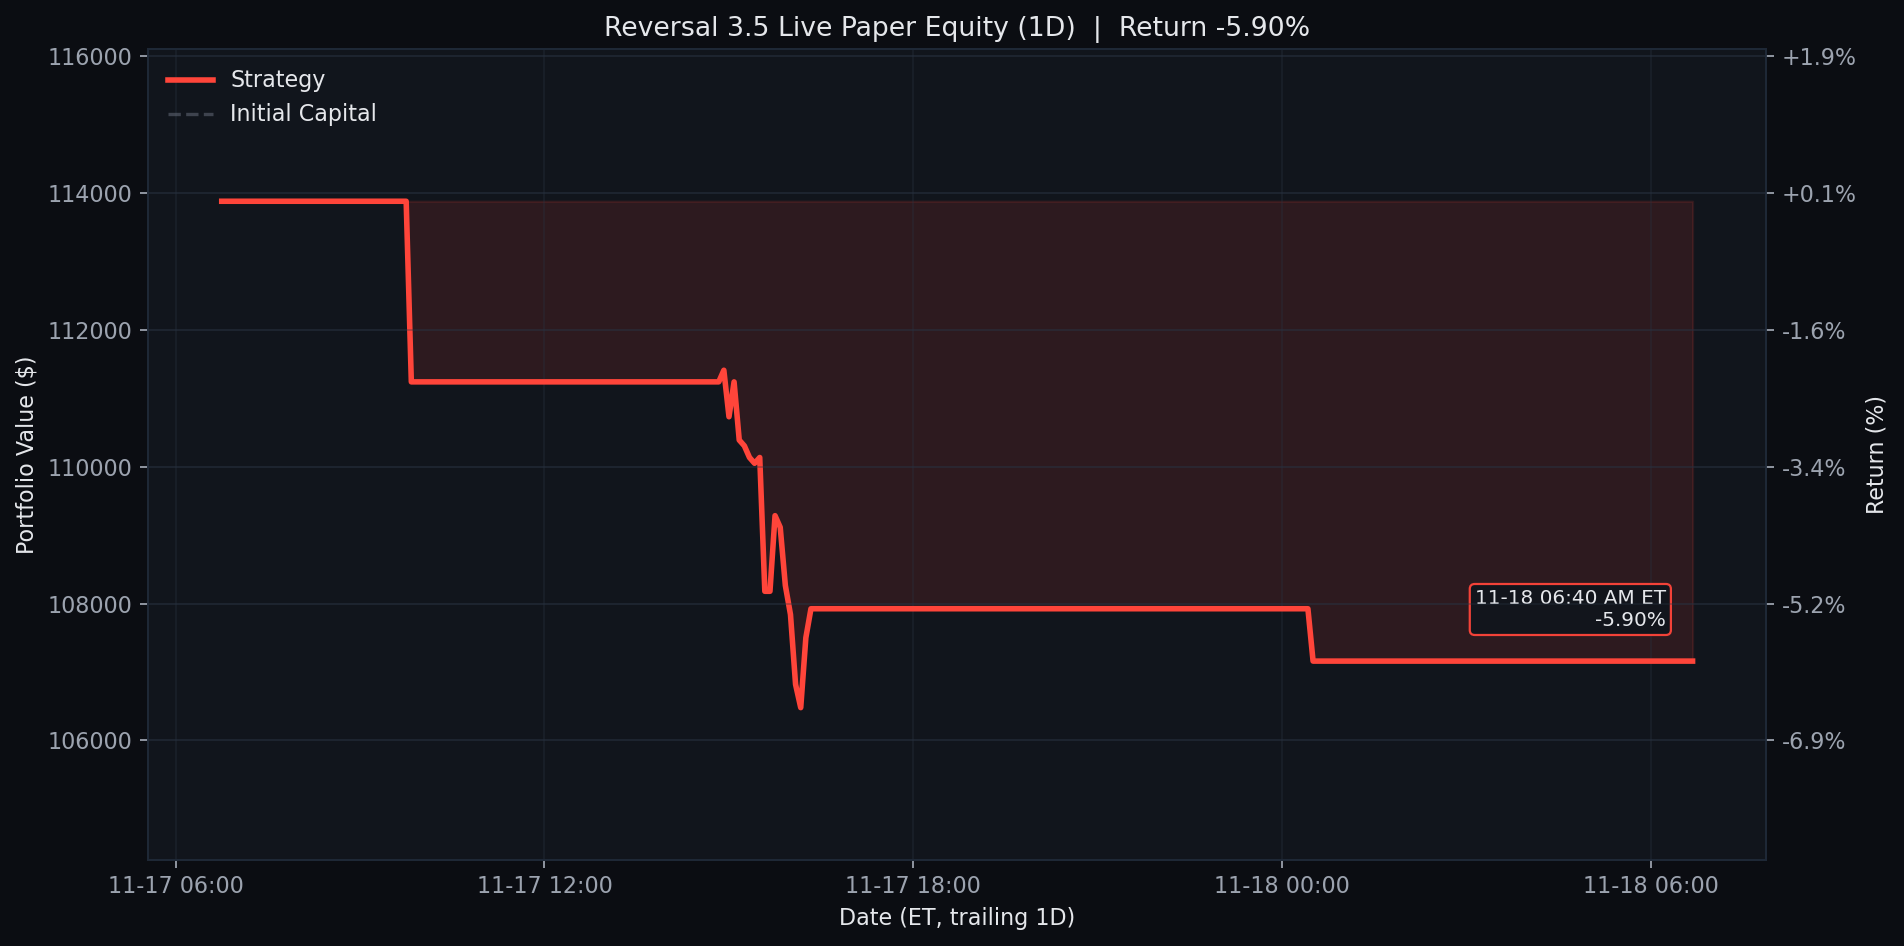 Reversal 3.5 Live Paper Equity (1D)  |  Return -5.90%
Strategy
Initial Capital
Portfolio Value ($)
116000
114000
112000
110000
108000
106000
+1.9%
+0.1%
-1.6%
-3.4%
-5.2%
-6.9%
Return (%)
11-18 06:40 AM ET
-5.90%
11-17 06:00
11-17 12:00
11-17 18:00
11-18 00:00
11-18 06:00
Date (ET, trailing 1D)